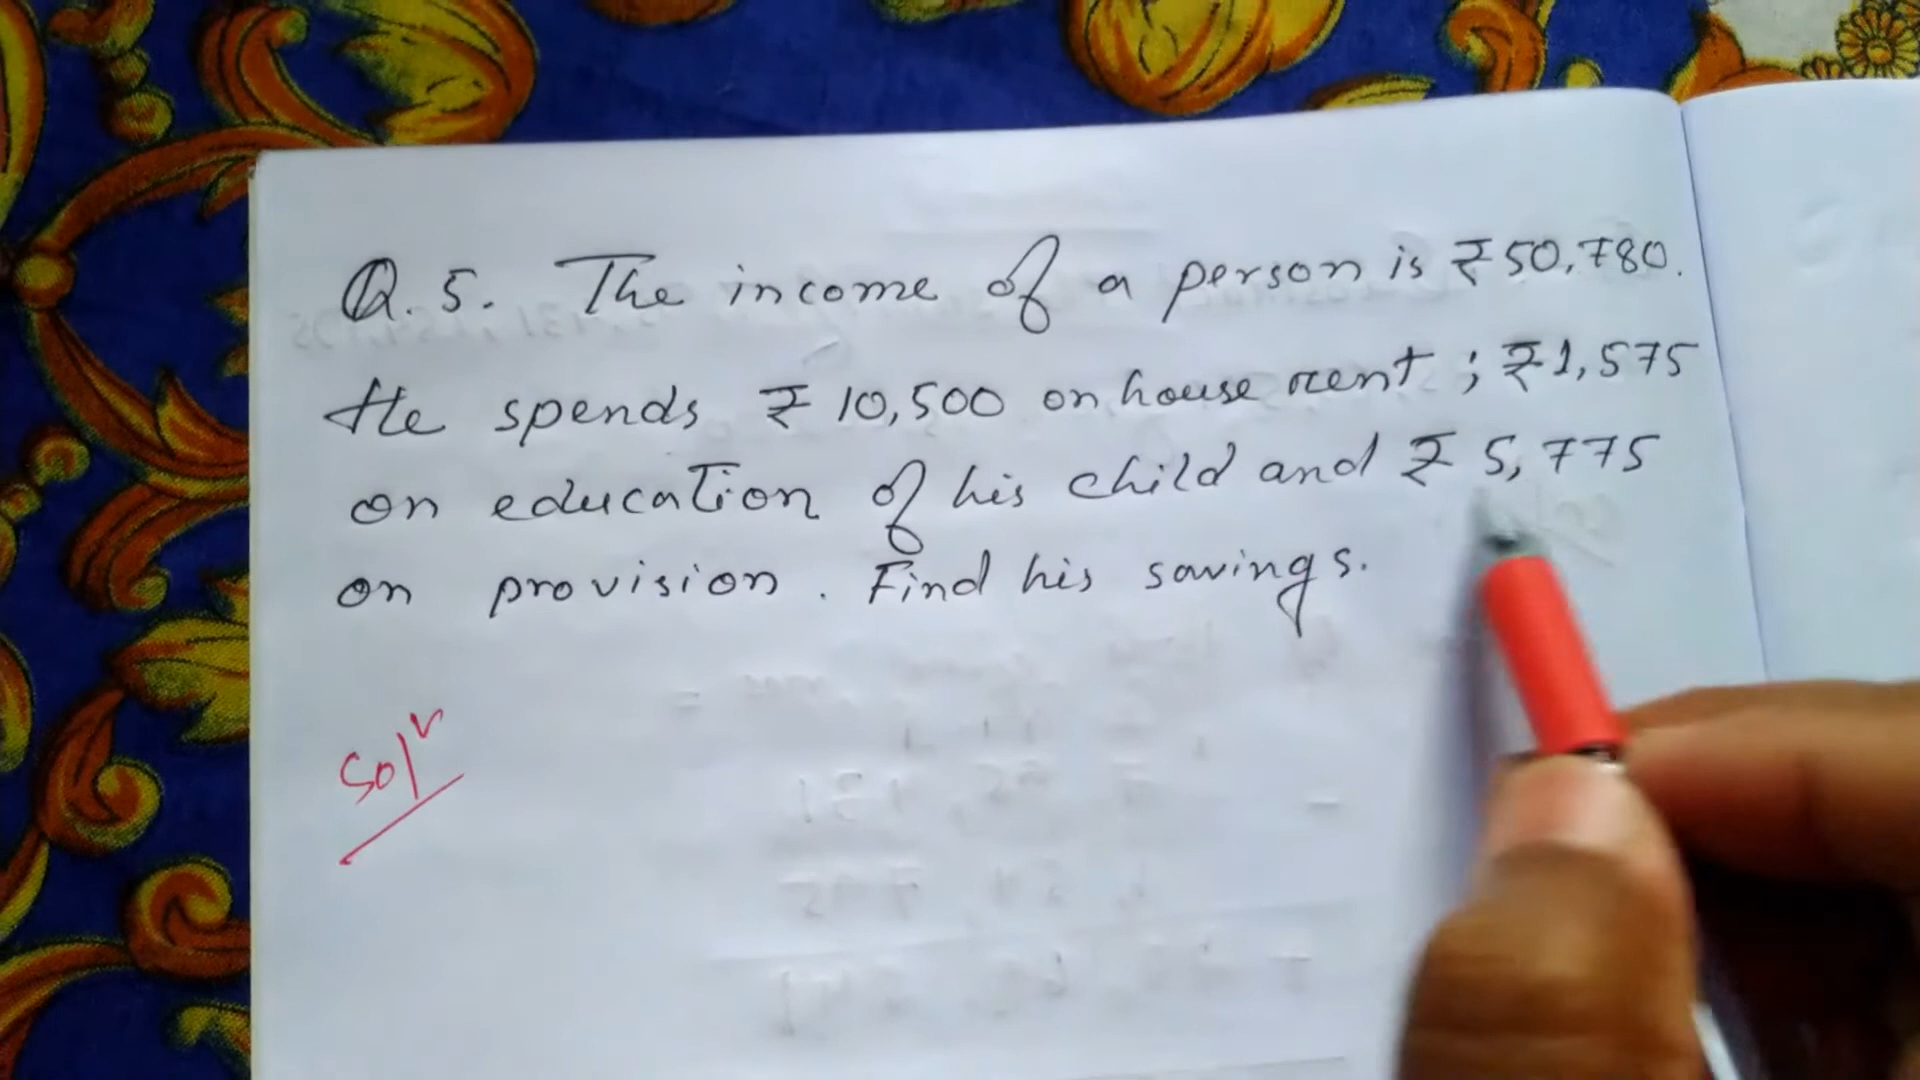 Q. 5. The income of a person is ₹50,780.
He spends ₹ 10,500 on house rent ; ₹1,575
on education of his child and ₹ 5,775
on provision. Find his savings.
Solⁿ